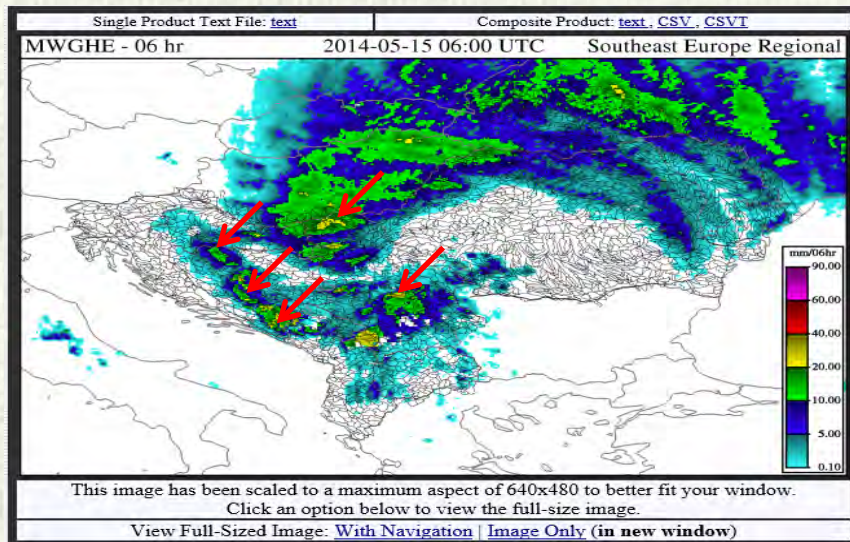 Single Product Text File: text Composite Product: text , CSV , CSVT
MWGHE - 06 hr 2014-05-15 06:00 UTC Southeast Europe Regional
mm/06hr
90.00
60.00
40.00
20.00
10.00
5.00
0.10
This image has been scaled to a maximum aspect of 640x480 to better fit your window.
Click an option below to view the full-size image.
View Full-Sized Image: With Navigation | Image Only (in new window)